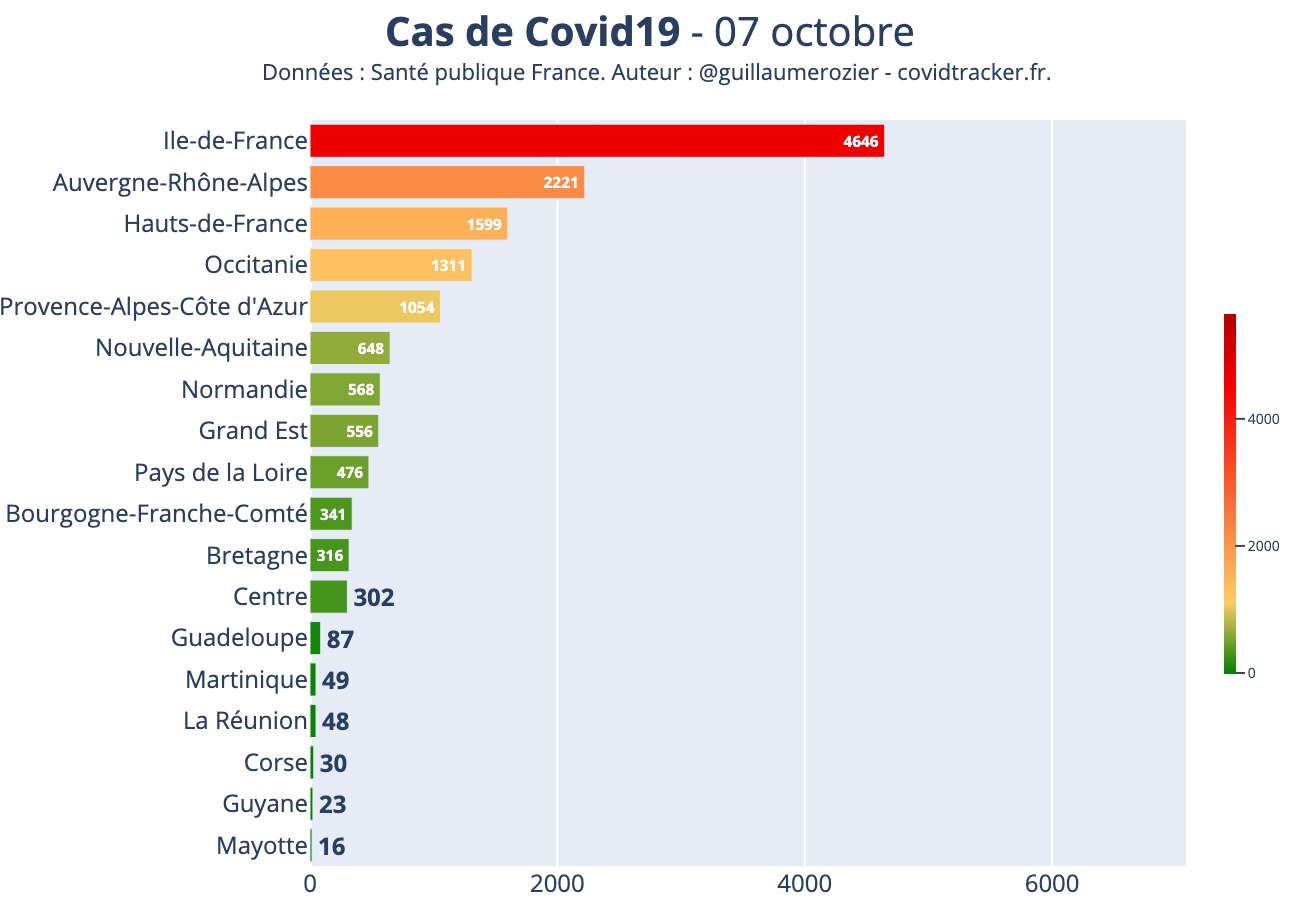 Cas de Covid19 - 07 octobre
Données : Santé publique France. Auteur : @guillaumerozier - covidtracker.fr.
Ile-de-France 4646
Auvergne-Rhône-Alpes 2221
Hauts-de-France 1599
Occitanie 1311
Provence-Alpes-Côte d'Azur 1054
Nouvelle-Aquitaine 648
Normandie 568
Grand Est 556
Pays de la Loire 476
Bourgogne-Franche-Comté 341
Bretagne 316
Centre 302
Guadeloupe 87
Martinique 49
La Réunion 48
Corse 30
Guyane 23
Mayotte 16
0 2000 4000 6000
4000
2000
0